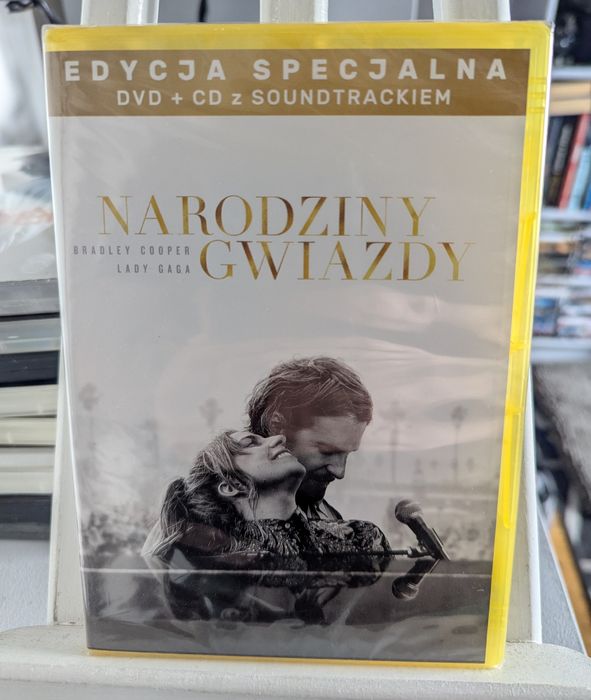 EDYCJA SPECJALNA
DVD + CD z SOUNDTRACKIEM
NARODZINY
BRADLEY COOPER
LADY GAGA
GWIAZDY